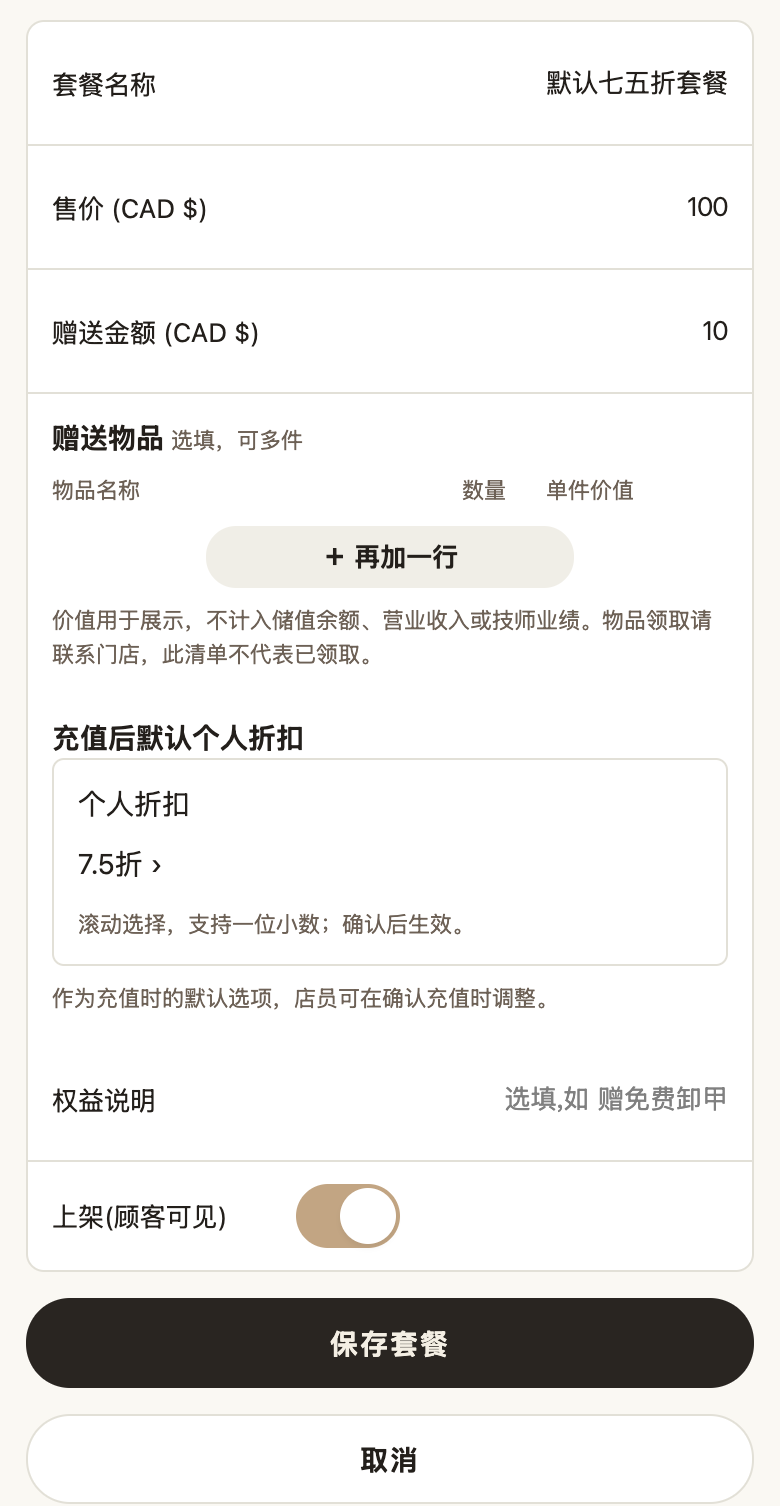 套餐名称 默认七五折套餐
售价 (CAD $) 100
赠送金额 (CAD $) 10
赠送物品 选填，可多件
物品名称 数量 单件价值
+ 再加一行
价值用于展示，不计入储值余额、营业收入或技师业绩。物品领取请
联系门店，此清单不代表已领取。
充值后默认个人折扣
个人折扣
7.5折 ›
滚动选择，支持一位小数；确认后生效。
作为充值时的默认选项，店员可在确认充值时调整。
权益说明 选填,如 赠免费卸甲
上架(顾客可见)
保存套餐
取消